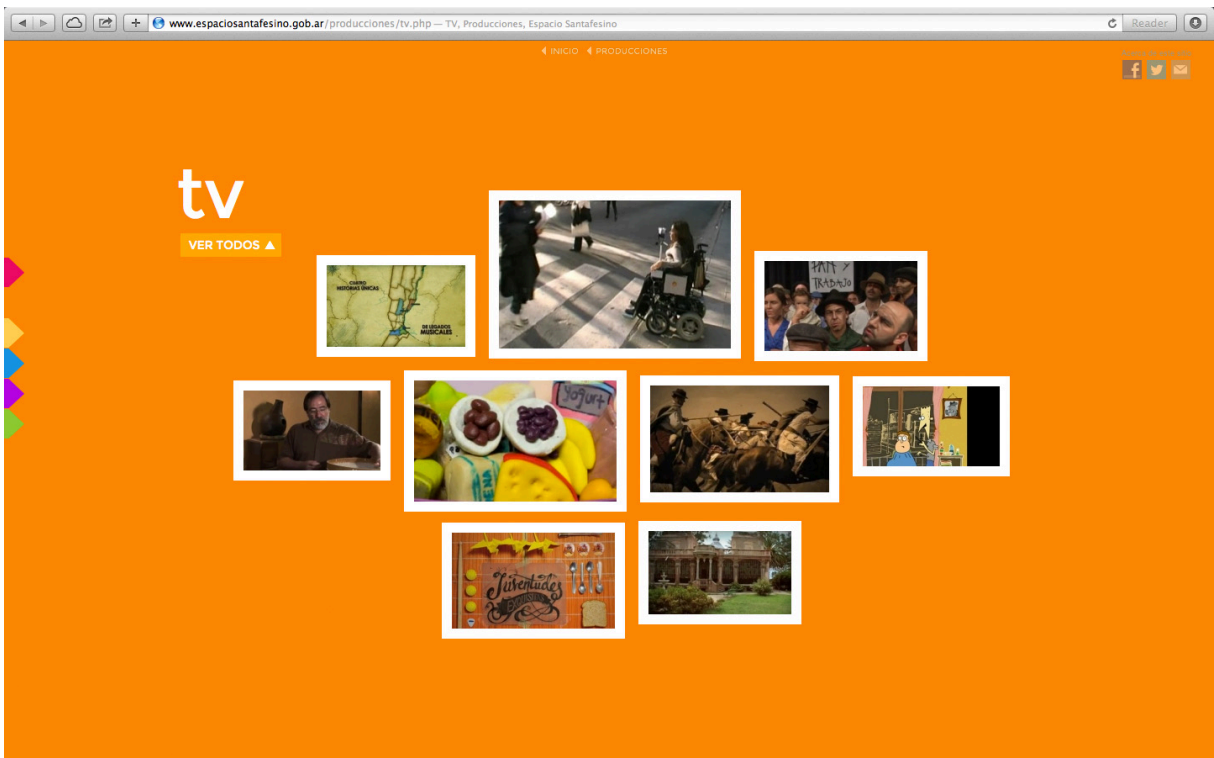 www.espaciosantafesino.gob.ar/producciones/tv.php — TV, Producciones, Espacio Santafesino
Reader
INICIO PRODUCCIONES
tv
VER TODOS
CUATRO
HISTORIAS ÚNICAS
DE LEGADOS
MUSICALES
PAN Y
TRABAJO
yogurt
Juventudes